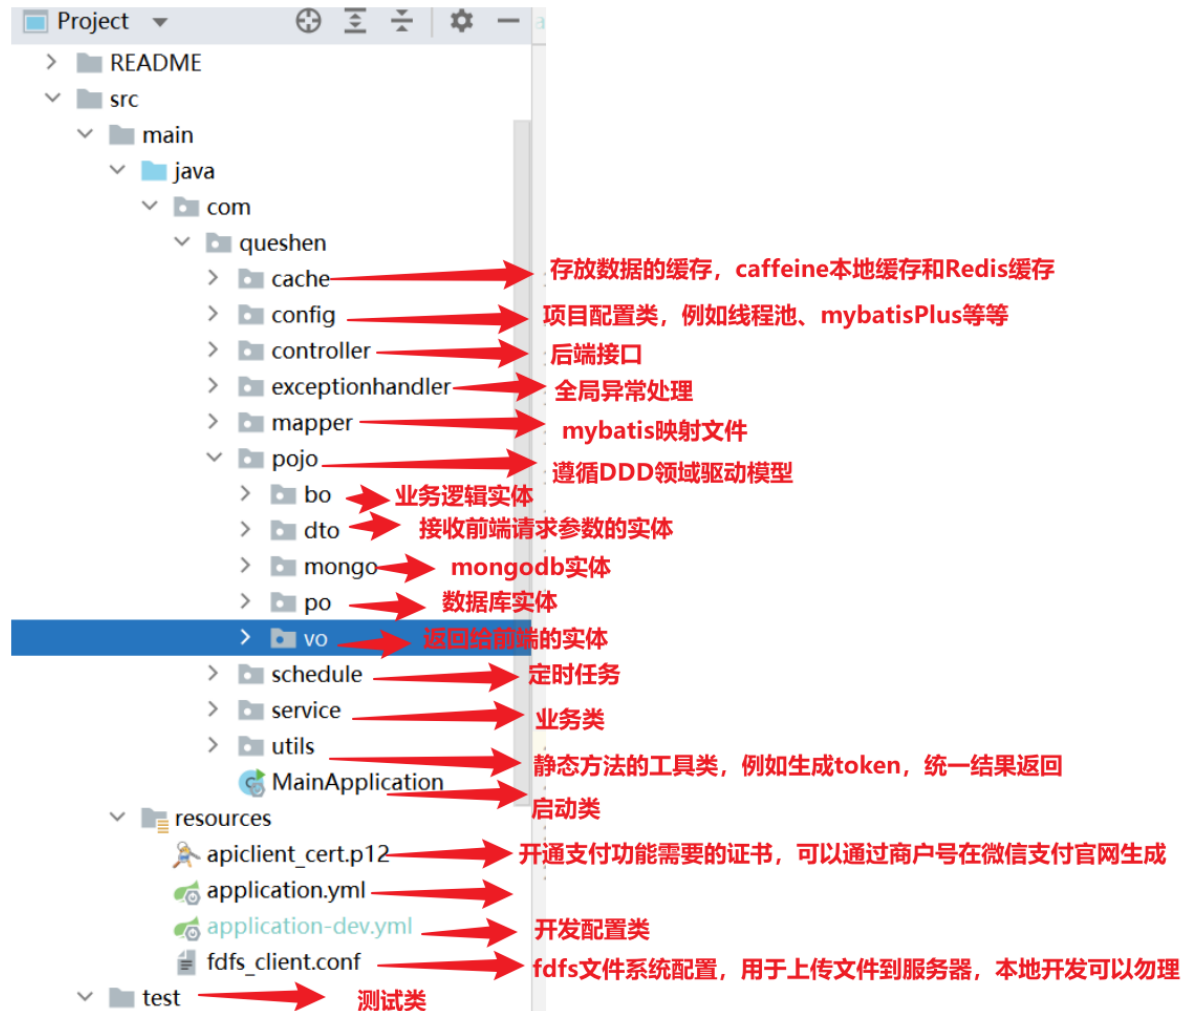 Project
README
src
main
java
com
queshen
cache 存放数据的缓存，caffeine本地缓存和Redis缓存
config 项目配置类，例如线程池、mybatisPlus等等
controller 后端接口
exceptionhandler 全局异常处理
mapper mybatis映射文件
pojo 遵循DDD领域驱动模型
bo 业务逻辑实体
dto 接收前端请求参数的实体
mongo mongodb实体
po 数据库实体
vo 返回给前端的实体
schedule 定时任务
service 业务类
utils 静态方法的工具类，例如生成token，统一结果返回
MainApplication 启动类
resources
apiclient_cert.p12 开通支付功能需要的证书，可以通过商户号在微信支付官网生成
application.yml
application-dev.yml 开发配置类
fdfs_client.conf fdfs文件系统配置，用于上传文件到服务器，本地开发可以勿理
test 测试类